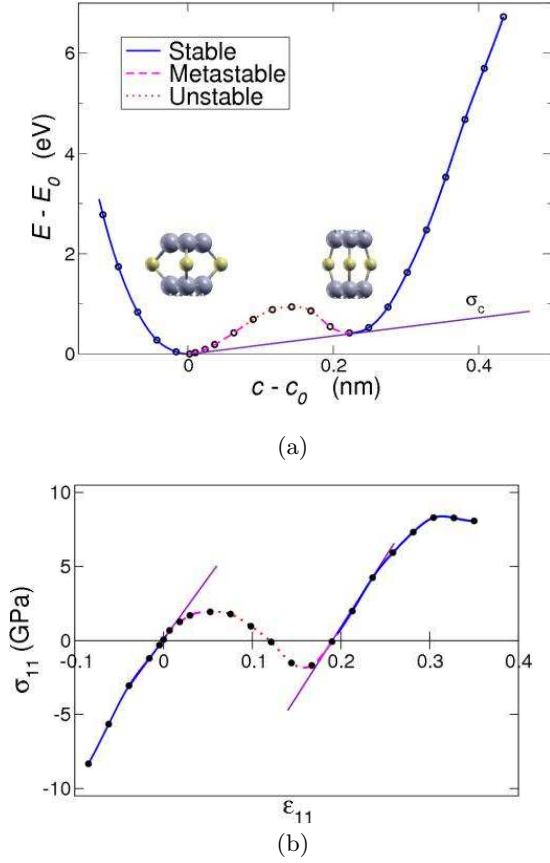 6
4
2
0
E - E0 (eV)
Stable
Metastable
Unstable
σc
0
0.2
0.4
c - c0 (nm)
(a)
10
5
0
-5
-10
σ11 (GPa)
-0.1
0
0.1
0.2
0.3
0.4
ε11
(b)